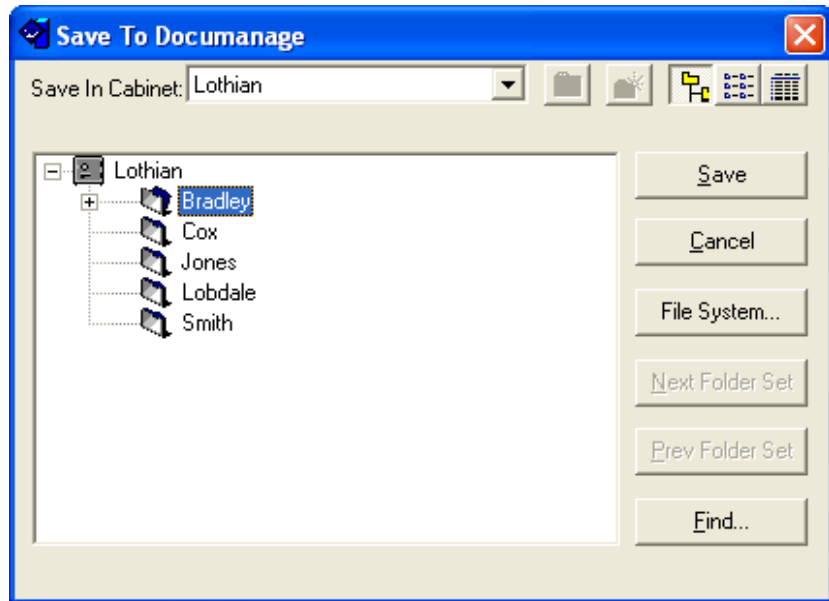 Save To Documanage
Save In Cabinet: Lothian
Lothian
Bradley
Cox
Jones
Lobdale
Smith
Save
Cancel
File System...
Next Folder Set
Prev Folder Set
Find...